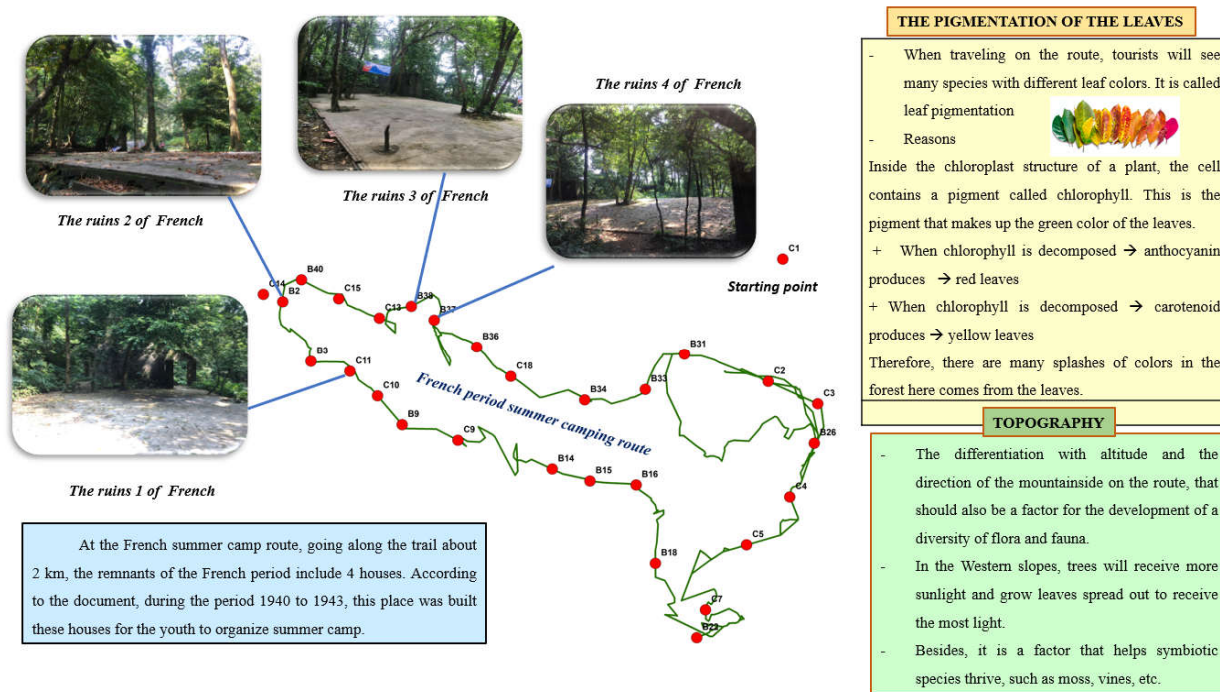 The ruins 2 of French
The ruins 3 of French
The ruins 4 of French
The ruins 1 of French
C1
Starting point
B40
C14
B2
C15
C13
B38
B37
B3
C11
B36
C18
C10
B34
B33
B31
C2
C3
B9
C9
B26
B14
B15
B16
C4
C5
B18
C7
B22
French period summer camping route
At the French summer camp route, going along the trail about
2 km, the remnants of the French period include 4 houses. According
to the document, during the period 1940 to 1943, this place was built
these houses for the youth to organize summer camp.
THE PIGMENTATION OF THE LEAVES
- When traveling on the route, tourists will see
many species with different leaf colors. It is called
leaf pigmentation
- Reasons
Inside the chloroplast structure of a plant, the cell
contains a pigment called chlorophyll. This is the
pigment that makes up the green color of the leaves.
+ When chlorophyll is decomposed → anthocyanin
produces → red leaves
+ When chlorophyll is decomposed → carotenoid
produces → yellow leaves
Therefore, there are many splashes of colors in the
forest here comes from the leaves.
TOPOGRAPHY
- The differentiation with altitude and the
direction of the mountainside on the route, that
should also be a factor for the development of a
diversity of flora and fauna.
- In the Western slopes, trees will receive more
sunlight and grow leaves spread out to receive
the most light.
- Besides, it is a factor that helps symbiotic
species thrive, such as moss, vines, etc.